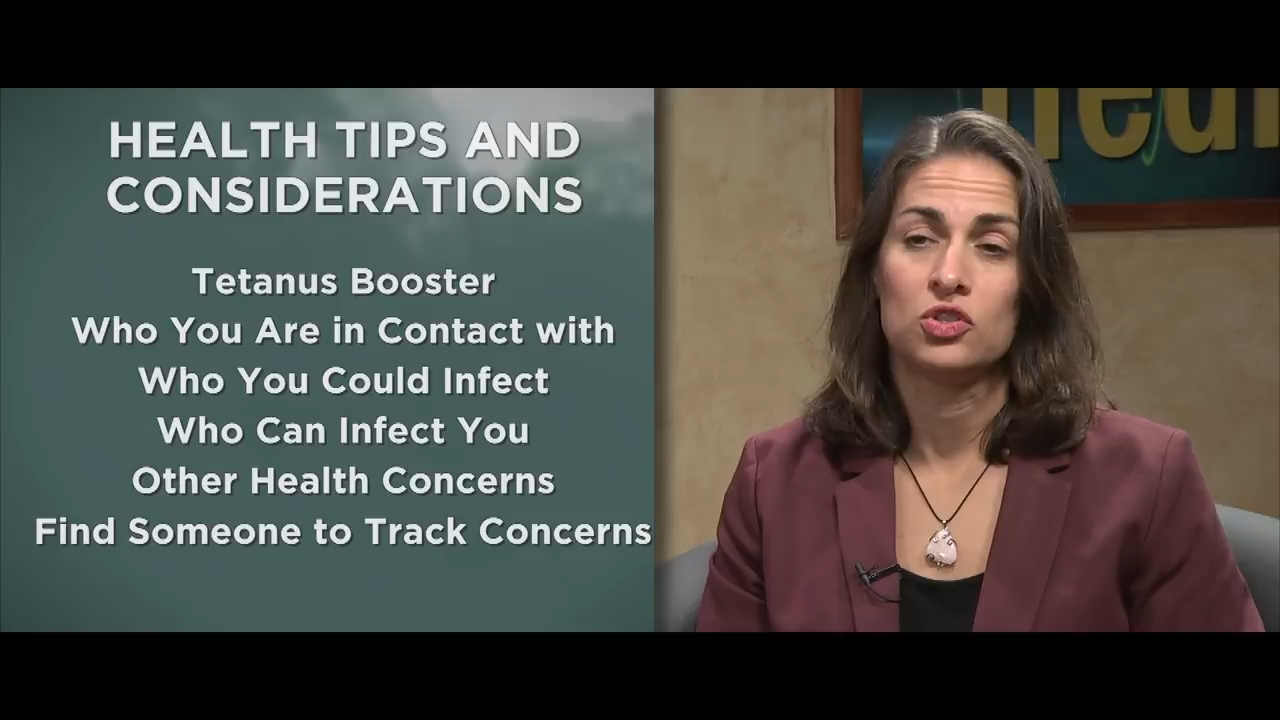 HEALTH TIPS AND
CONSIDERATIONS
Tetanus Booster
Who You Are in Contact with
Who You Could Infect
Who Can Infect You
Other Health Concerns
Find Someone to Track Concerns